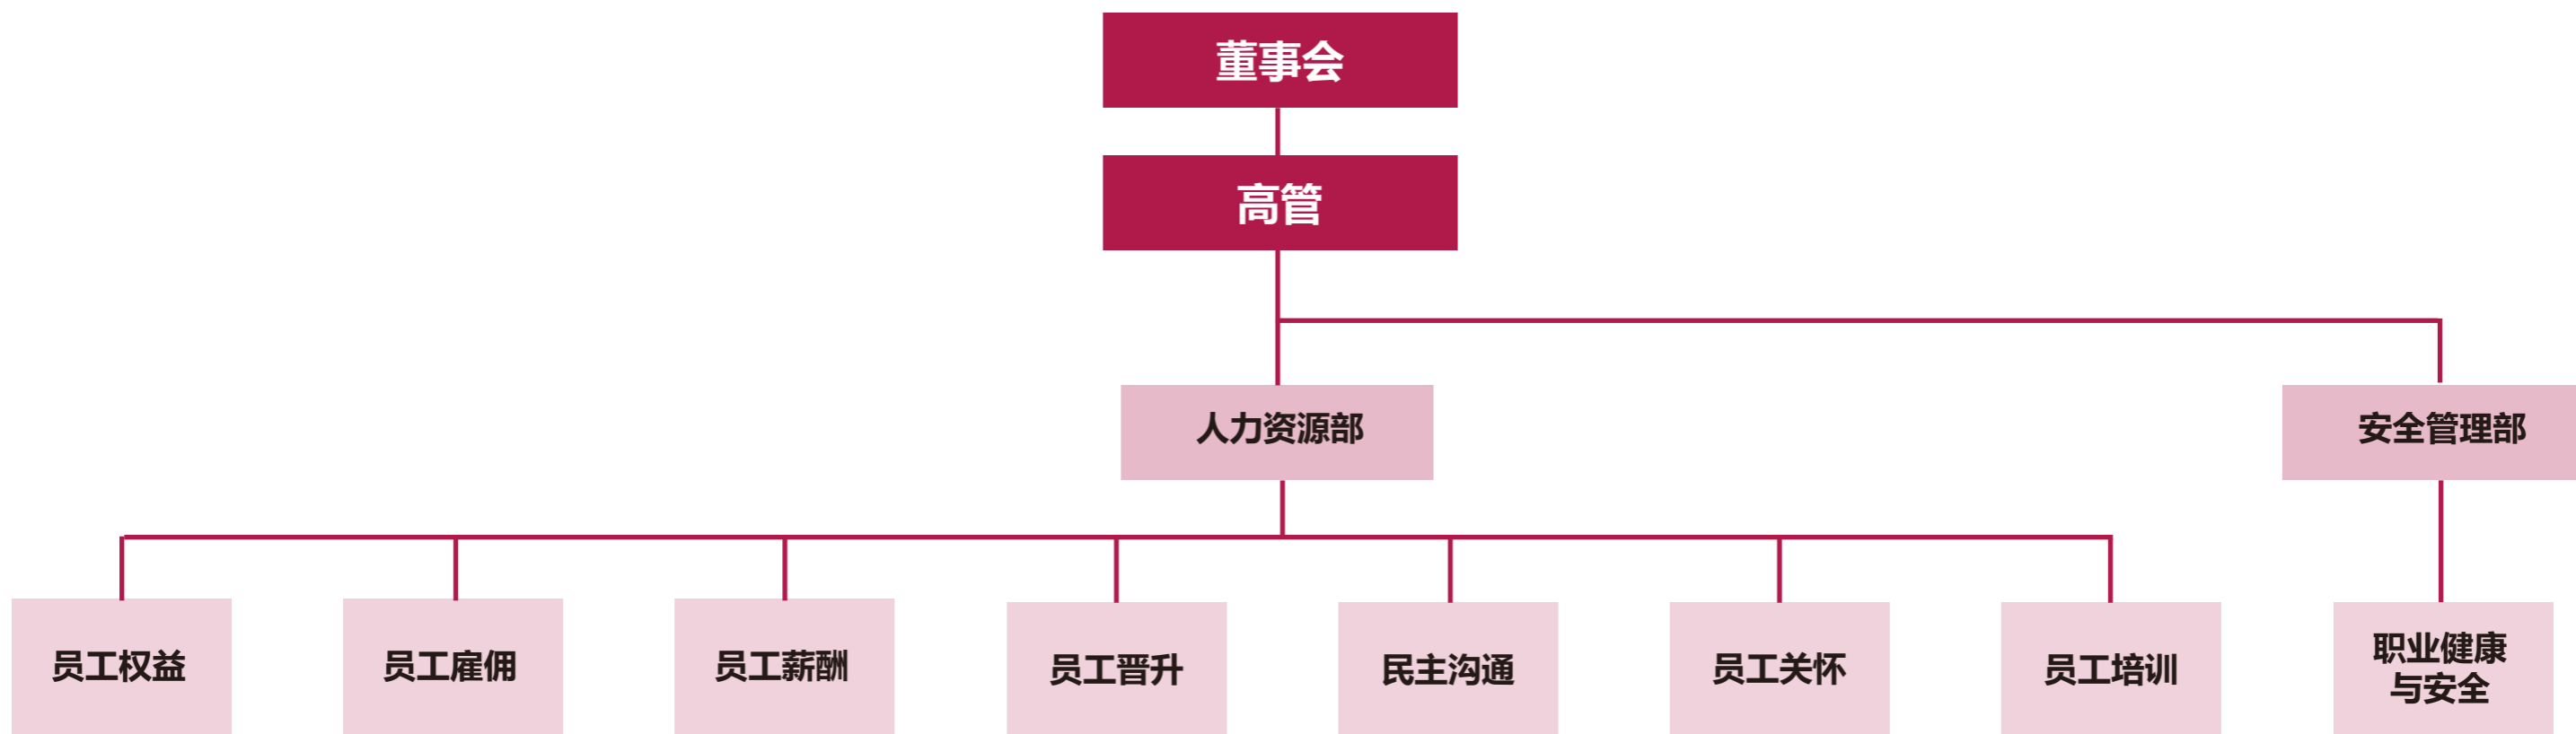 董事会
高管
人力资源部
安全管理部
员工权益
员工雇佣
员工薪酬
员工晋升
民主沟通
员工关怀
员工培训
职业健康
与安全